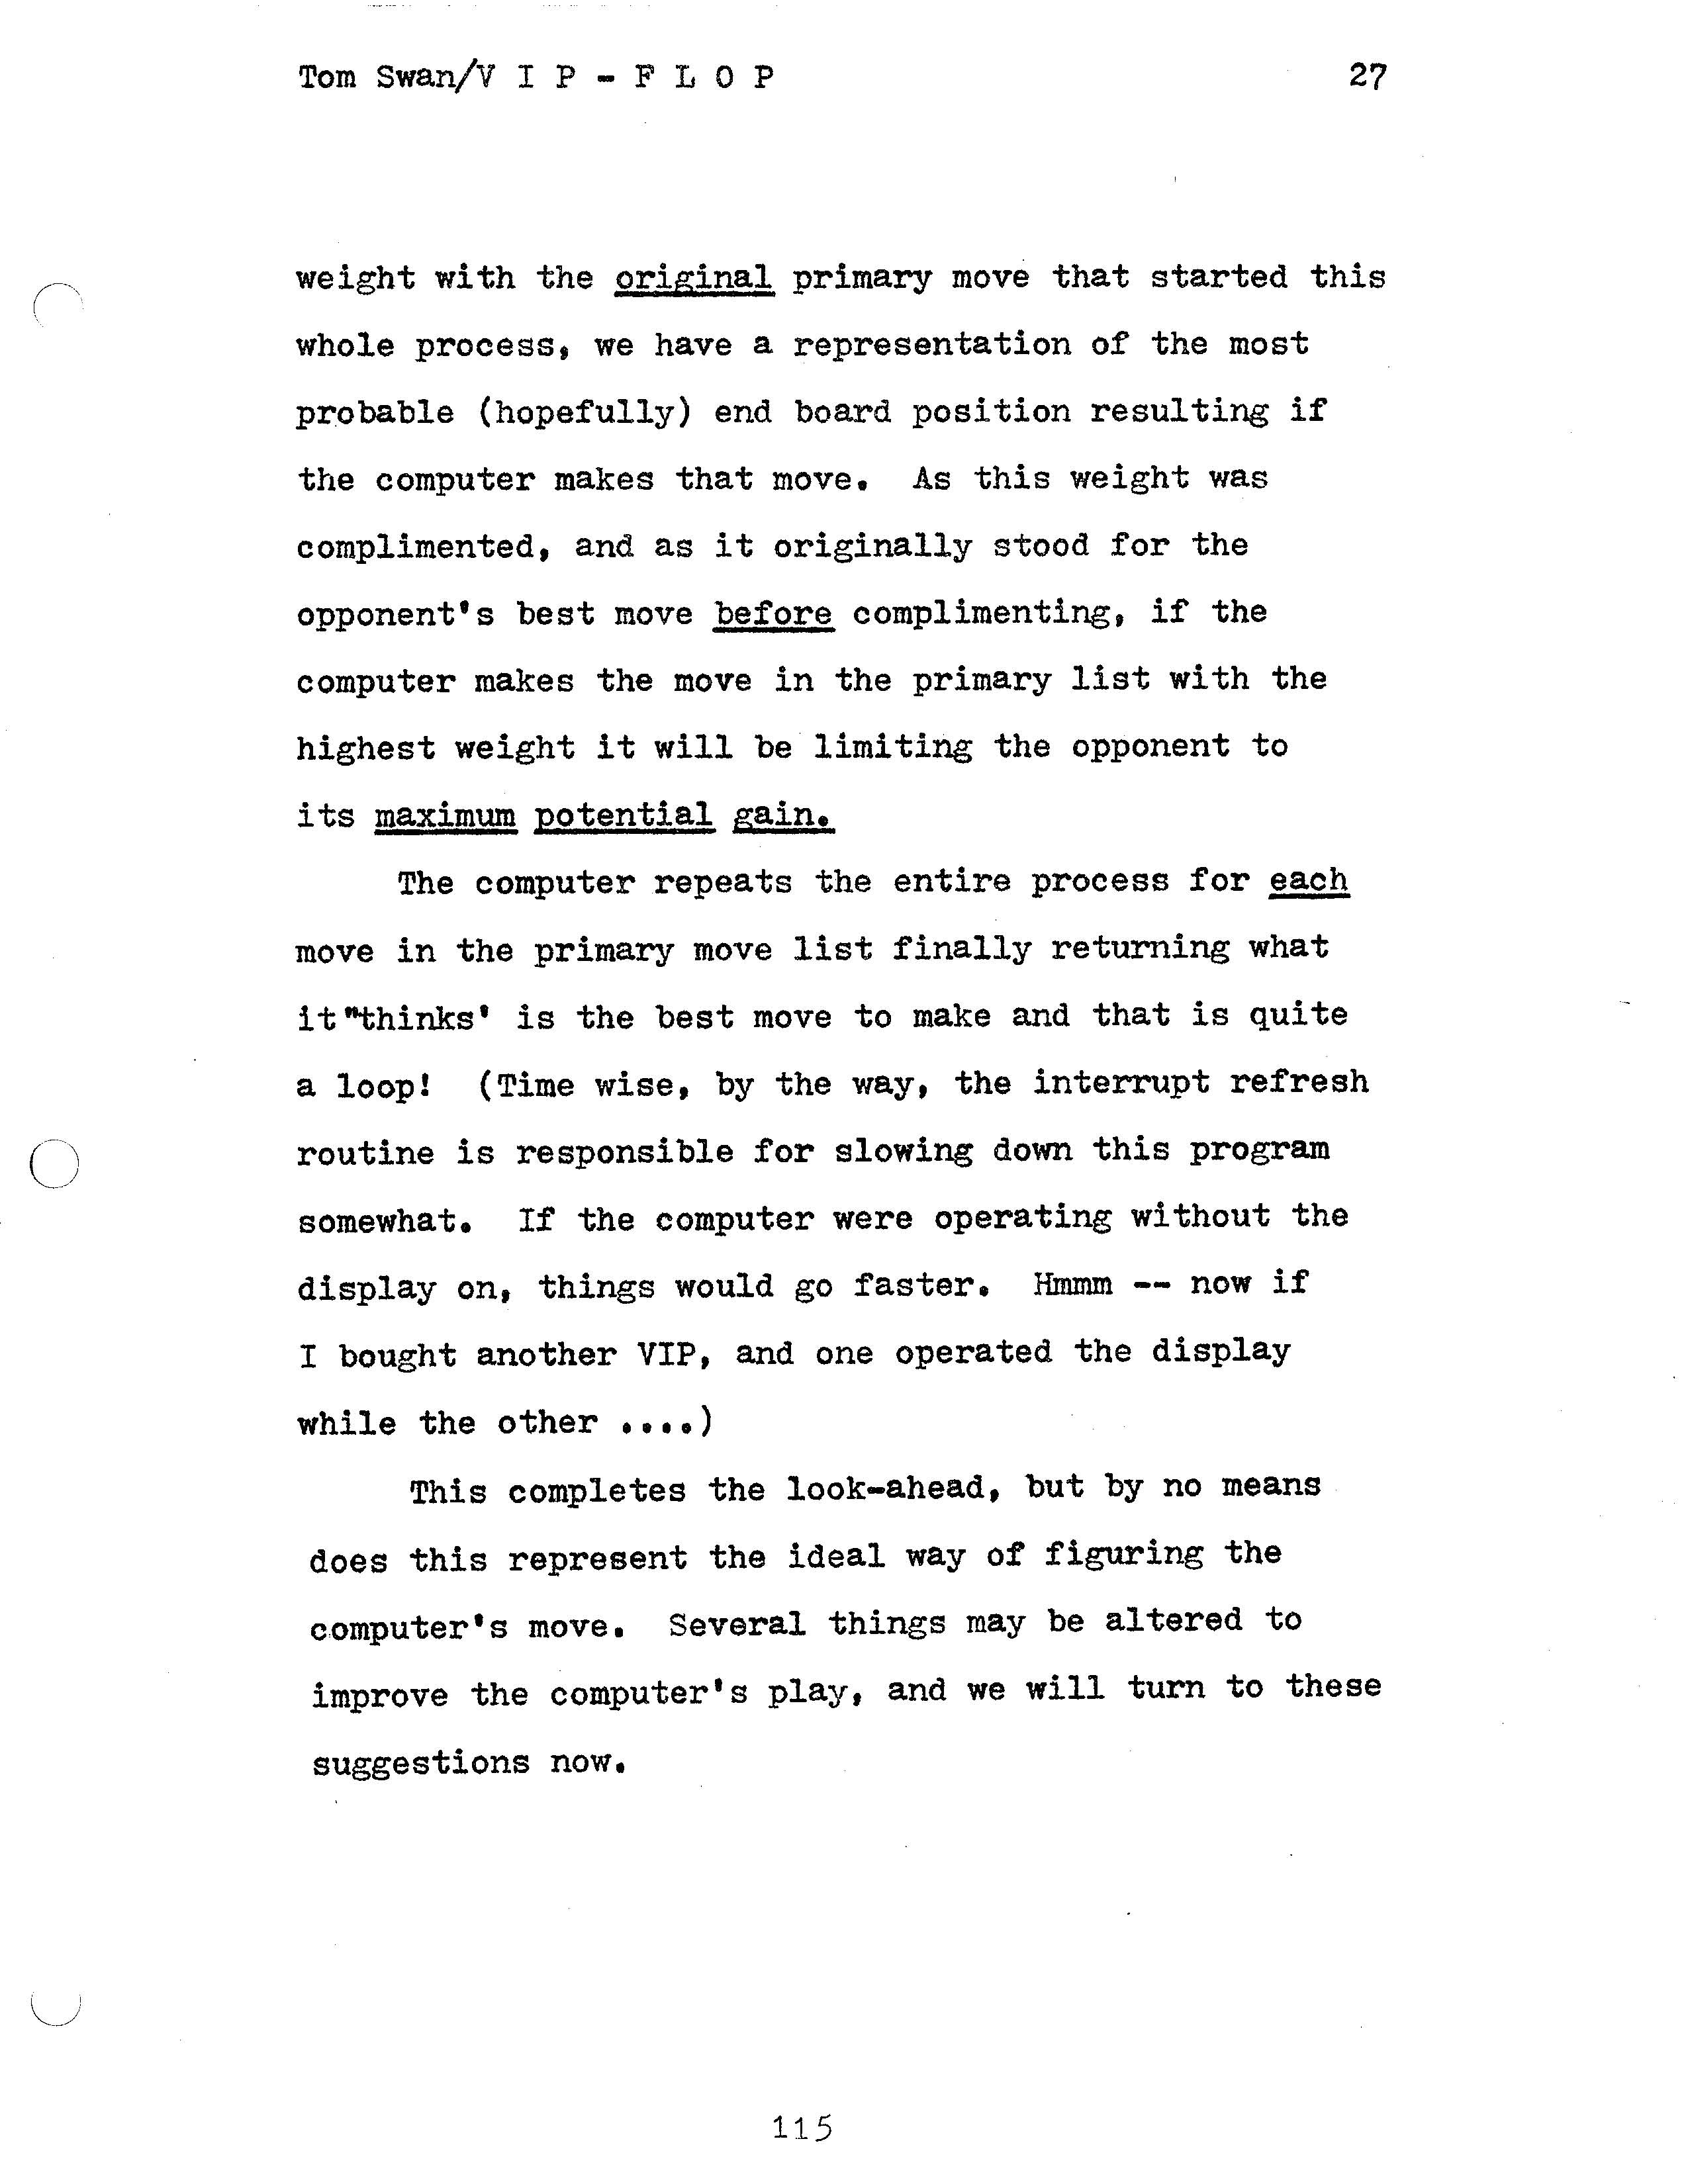 Tom Swan/V I P - F L O P 27
weight with the original primary move that started this
whole process, we have a representation of the most
probable (hopefully) end board position resulting if
the computer makes that move.  As this weight was
complimented, and as it originally stood for the
opponent's best move before complimenting, if the
computer makes the move in the primary list with the
highest weight it will be limiting the opponent to
its maximum potential gain.
The computer repeats the entire process for each
move in the primary move list finally returning what
it"thinks' is the best move to make and that is quite
a loop!  (Time wise, by the way, the interrupt refresh
routine is responsible for slowing down this program
somewhat.  If the computer were operating without the
display on, things would go faster.  Hmmm -- now if
I bought another VIP, and one operated the display
while the other ....)
This completes the look-ahead, but by no means
does this represent the ideal way of figuring the
computer's move.  Several things may be altered to
improve the computer's play, and we will turn to these
suggestions now.
115